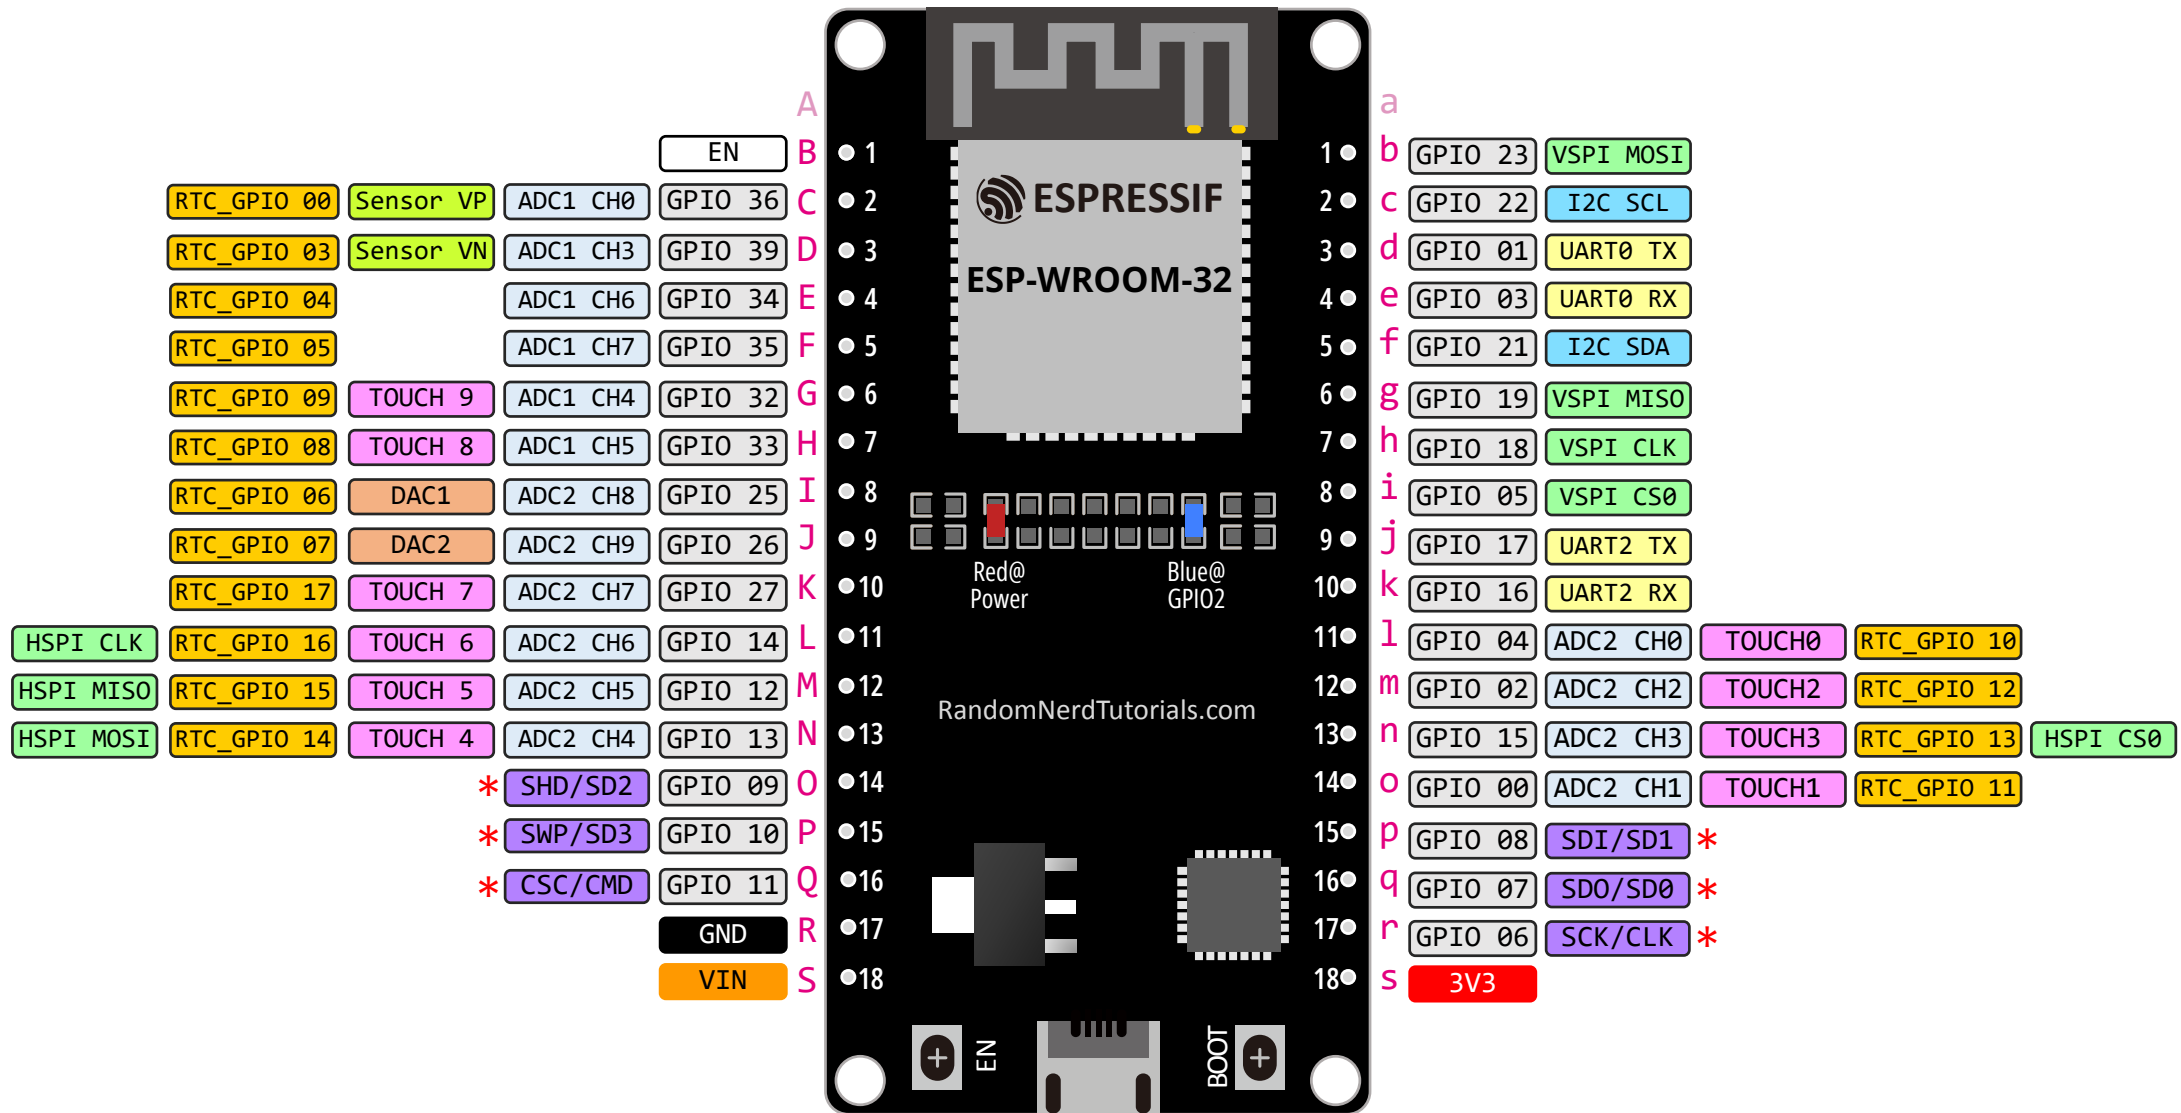 A a
EN B 1 1 b GPIO 23 VSPI MOSI
RTC_GPIO 00 Sensor VP ADC1 CH0 GPIO 36 C 2 2 c GPIO 22 I2C SCL
ESPRESSIF
RTC_GPIO 03 Sensor VN ADC1 CH3 GPIO 39 D 3 3 d GPIO 01 UART0 TX
ESP-WROOM-32
RTC_GPIO 04 ADC1 CH6 GPIO 34 E 4 4 e GPIO 03 UART0 RX
RTC_GPIO 05 ADC1 CH7 GPIO 35 F 5 5 f GPIO 21 I2C SDA
RTC_GPIO 09 TOUCH 9 ADC1 CH4 GPIO 32 G 6 6 g GPIO 19 VSPI MISO
RTC_GPIO 08 TOUCH 8 ADC1 CH5 GPIO 33 H 7 7 h GPIO 18 VSPI CLK
RTC_GPIO 06 DAC1 ADC2 CH8 GPIO 25 I 8 8 i GPIO 05 VSPI CS0
RTC_GPIO 07 DAC2 ADC2 CH9 GPIO 26 J 9 9 j GPIO 17 UART2 TX
Red@ Blue@
Power GPIO2
RTC_GPIO 17 TOUCH 7 ADC2 CH7 GPIO 27 K 10 10 k GPIO 16 UART2 RX
HSPI CLK RTC_GPIO 16 TOUCH 6 ADC2 CH6 GPIO 14 L 11 11 l GPIO 04 ADC2 CH0 TOUCH0 RTC_GPIO 10
HSPI MISO RTC_GPIO 15 TOUCH 5 ADC2 CH5 GPIO 12 M 12 12 m GPIO 02 ADC2 CH2 TOUCH2 RTC_GPIO 12
RandomNerdTutorials.com
HSPI MOSI RTC_GPIO 14 TOUCH 4 ADC2 CH4 GPIO 13 N 13 13 n GPIO 15 ADC2 CH3 TOUCH3 RTC_GPIO 13 HSPI CS0
* SHD/SD2 GPIO 09 O 14 14 o GPIO 00 ADC2 CH1 TOUCH1 RTC_GPIO 11
* SWP/SD3 GPIO 10 P 15 15 p GPIO 08 SDI/SD1 *
* CSC/CMD GPIO 11 Q 16 16 q GPIO 07 SDO/SD0 *
GND R 17 17 r GPIO 06 SCK/CLK *
VIN S 18 18 s 3V3
EN BOOT